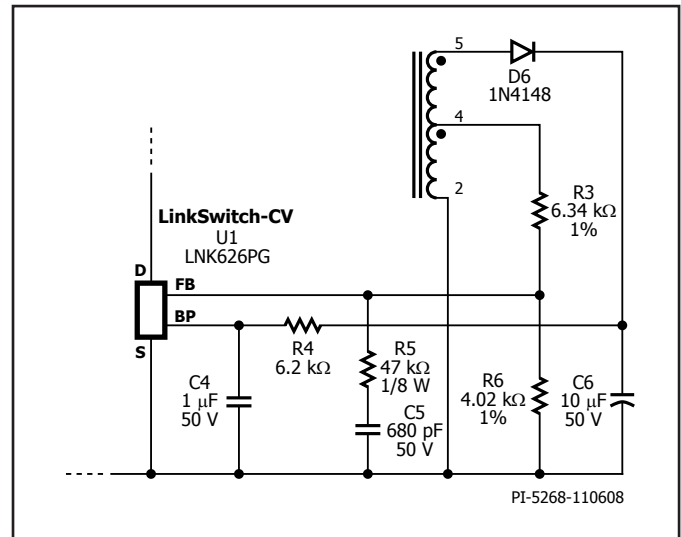 5
D6
1N4148
4
2
R3
6.34 kΩ
1%
LinkSwitch-CV
U1
LNK626PG
D
FB
BP
S
R4
6.2 kΩ
R5
47 kΩ
1/8 W
C4
1 μF
50 V
C5
680 pF
50 V
R6
4.02 kΩ
1%
C6
10 μF
50 V
PI-5268-110608